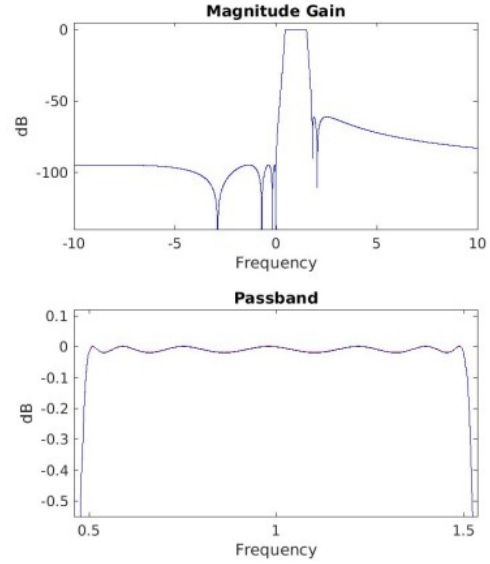 Magnitude Gain
0
-50
-100
dB
-10 -5 0 5 10
Frequency
Passband
0.1
0
-0.1
-0.2
-0.3
-0.4
-0.5
dB
0.5 1 1.5
Frequency